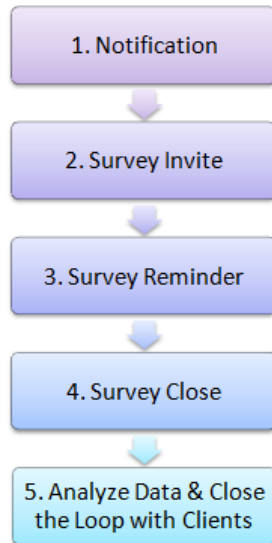 1. Notification
2. Survey Invite
3. Survey Reminder
4. Survey Close
5. Analyze Data & Close
the Loop with Clients